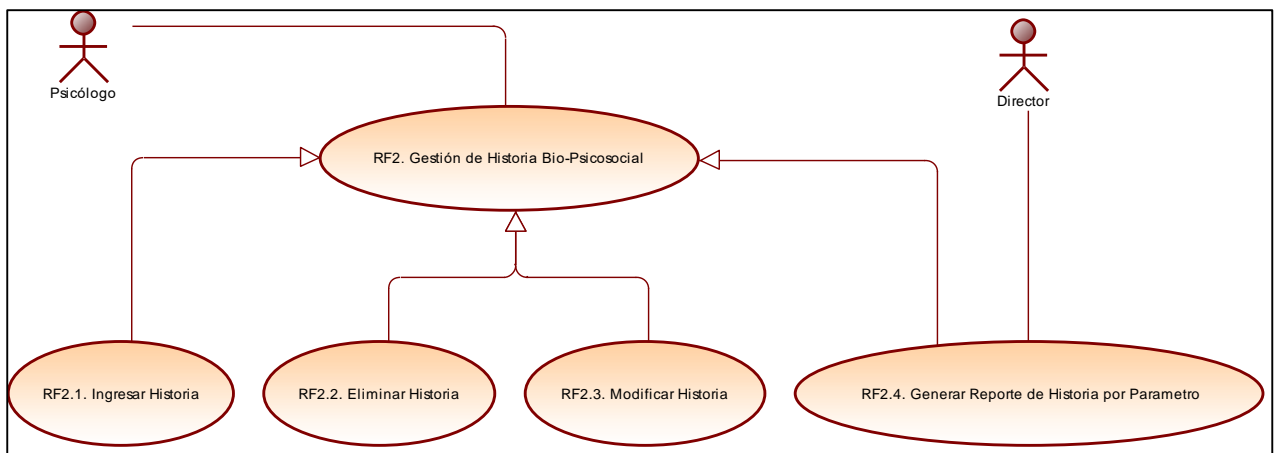 Psicólogo
Director
RF2. Gestión de Historia Bio-Psicosocial
RF2.1. Ingresar Historia
RF2.2. Eliminar Historia
RF2.3. Modificar Historia
RF2.4. Generar Reporte de Historia por Parametro